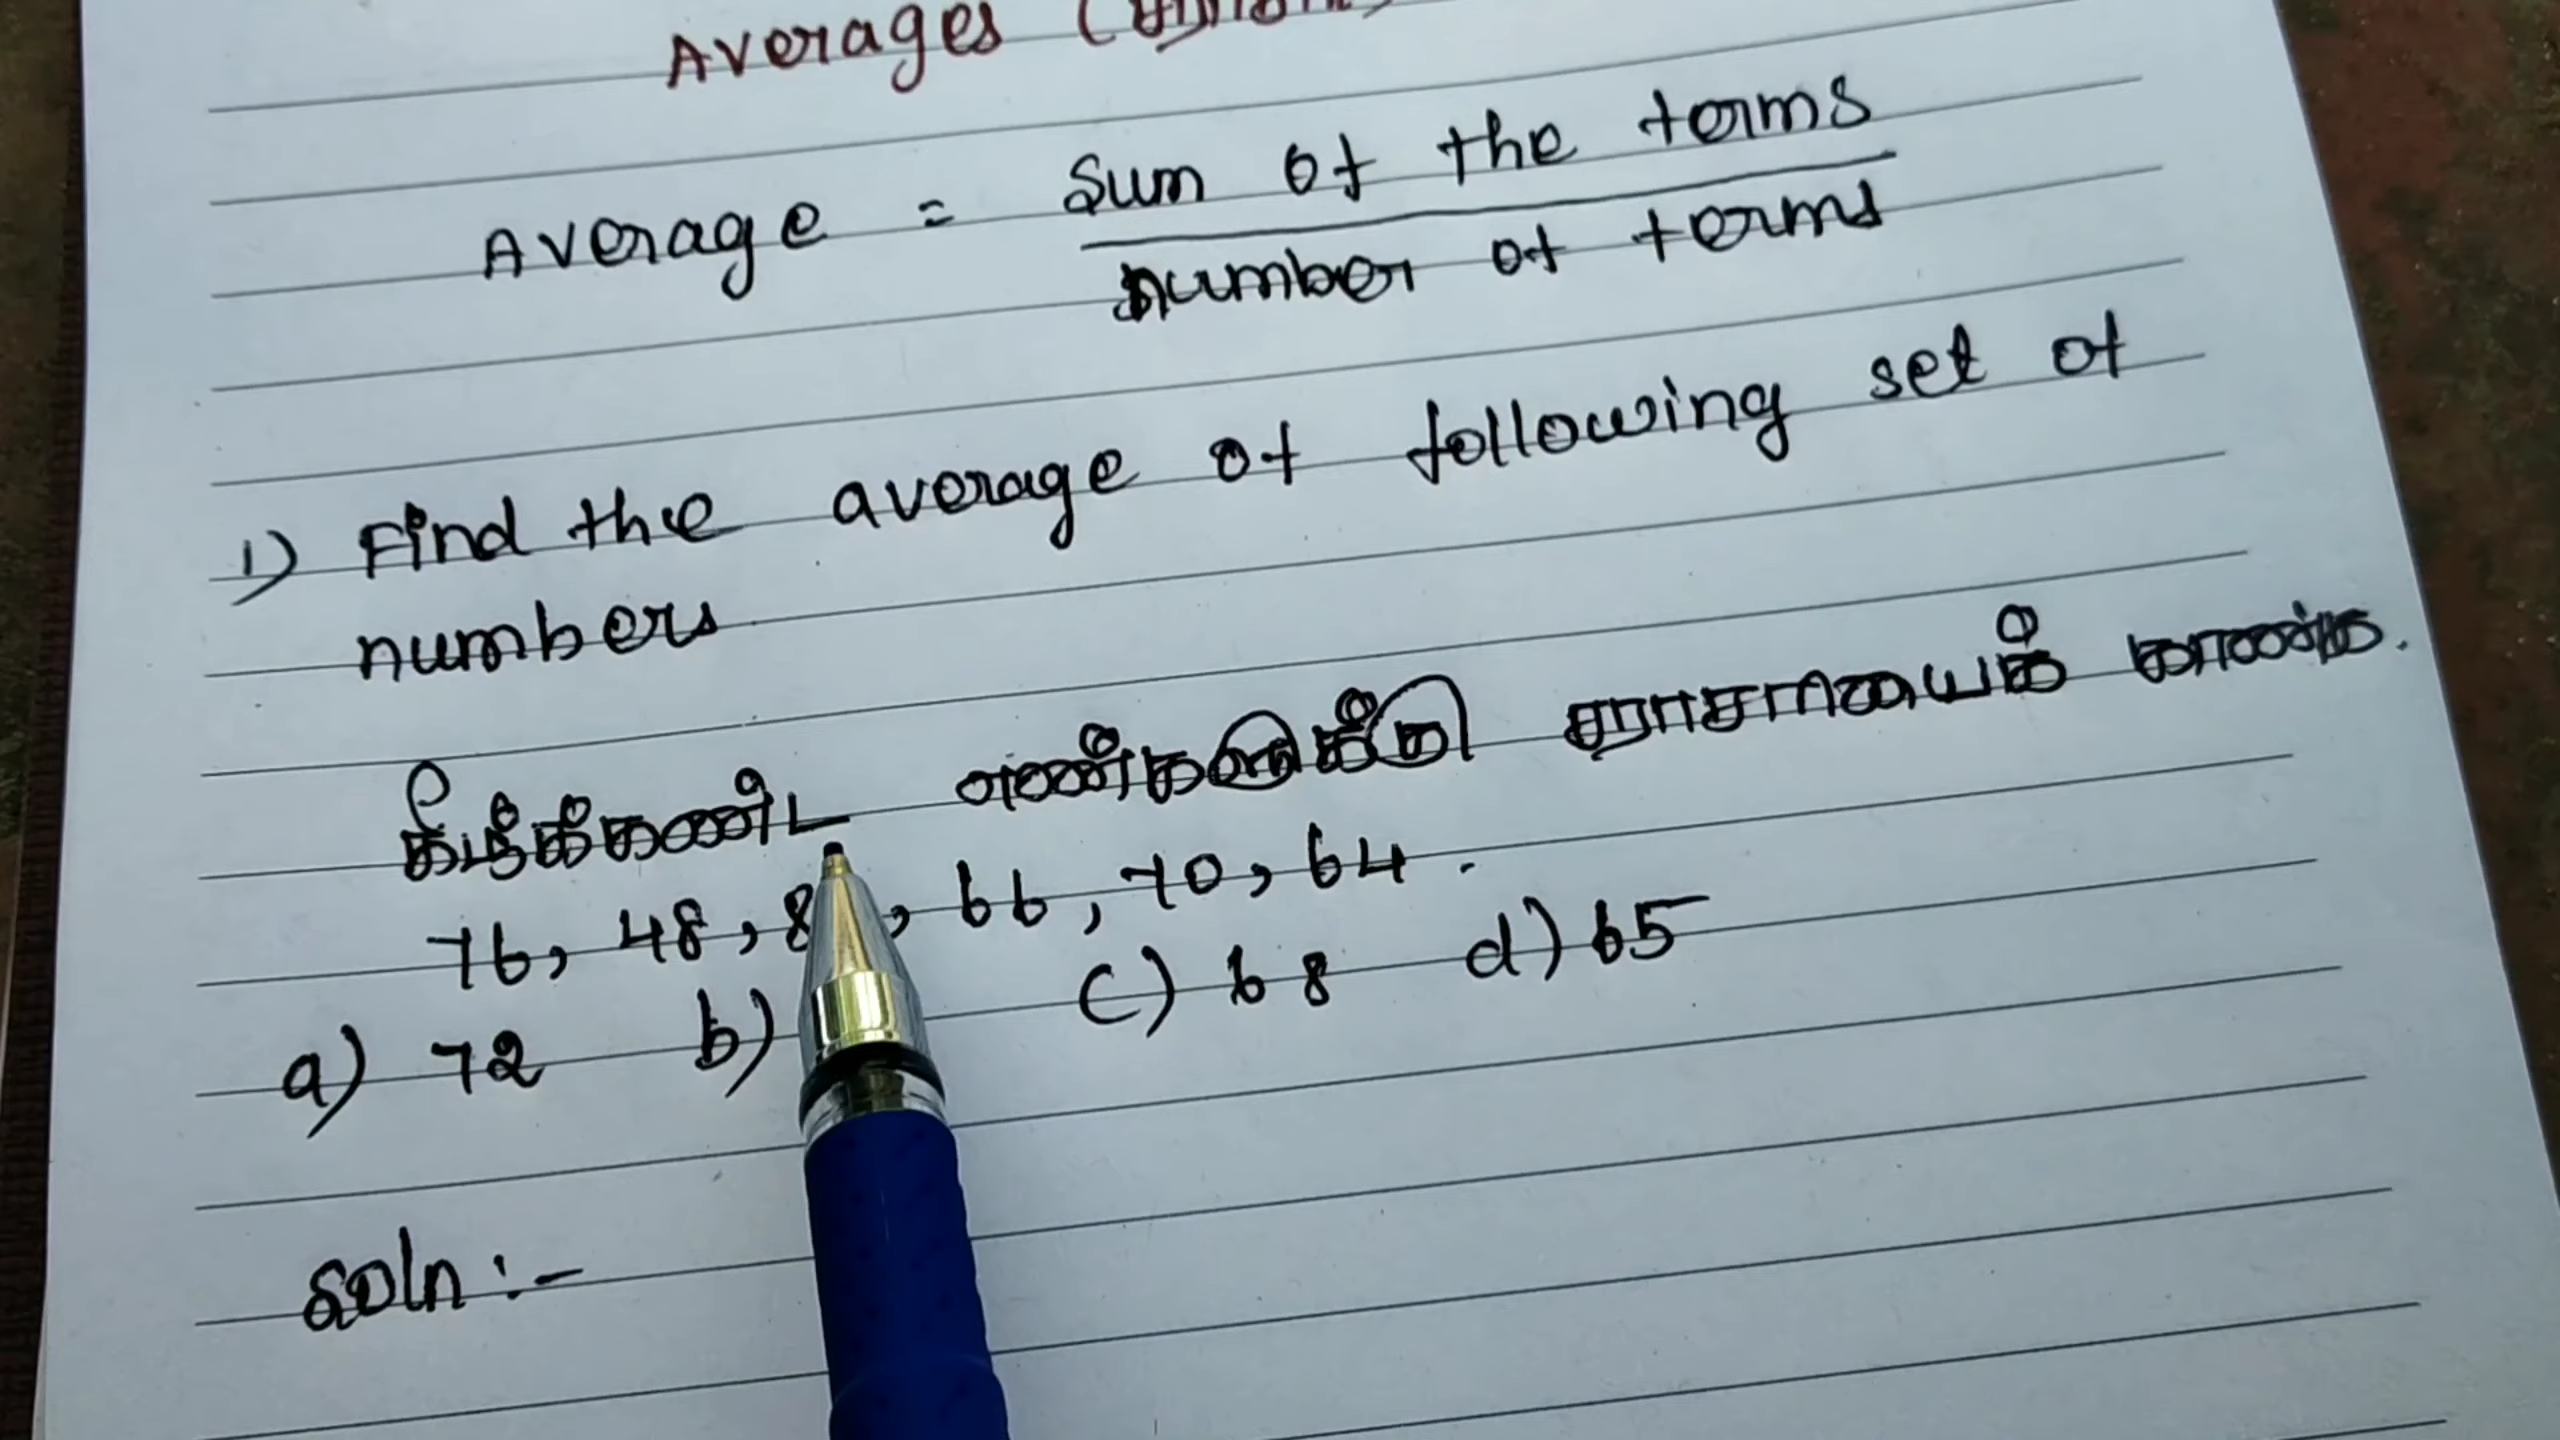 Averages
Average = Sum of the terms
number of terms
1) Find the average of following set of
numbers
கீழ்க்கண்ட எண்களுக்கு சராசரியைக் காண்க.
76, 48, 8 , 66, 70, 64.
a) 72 b) c) 68 d) 65
Soln :-